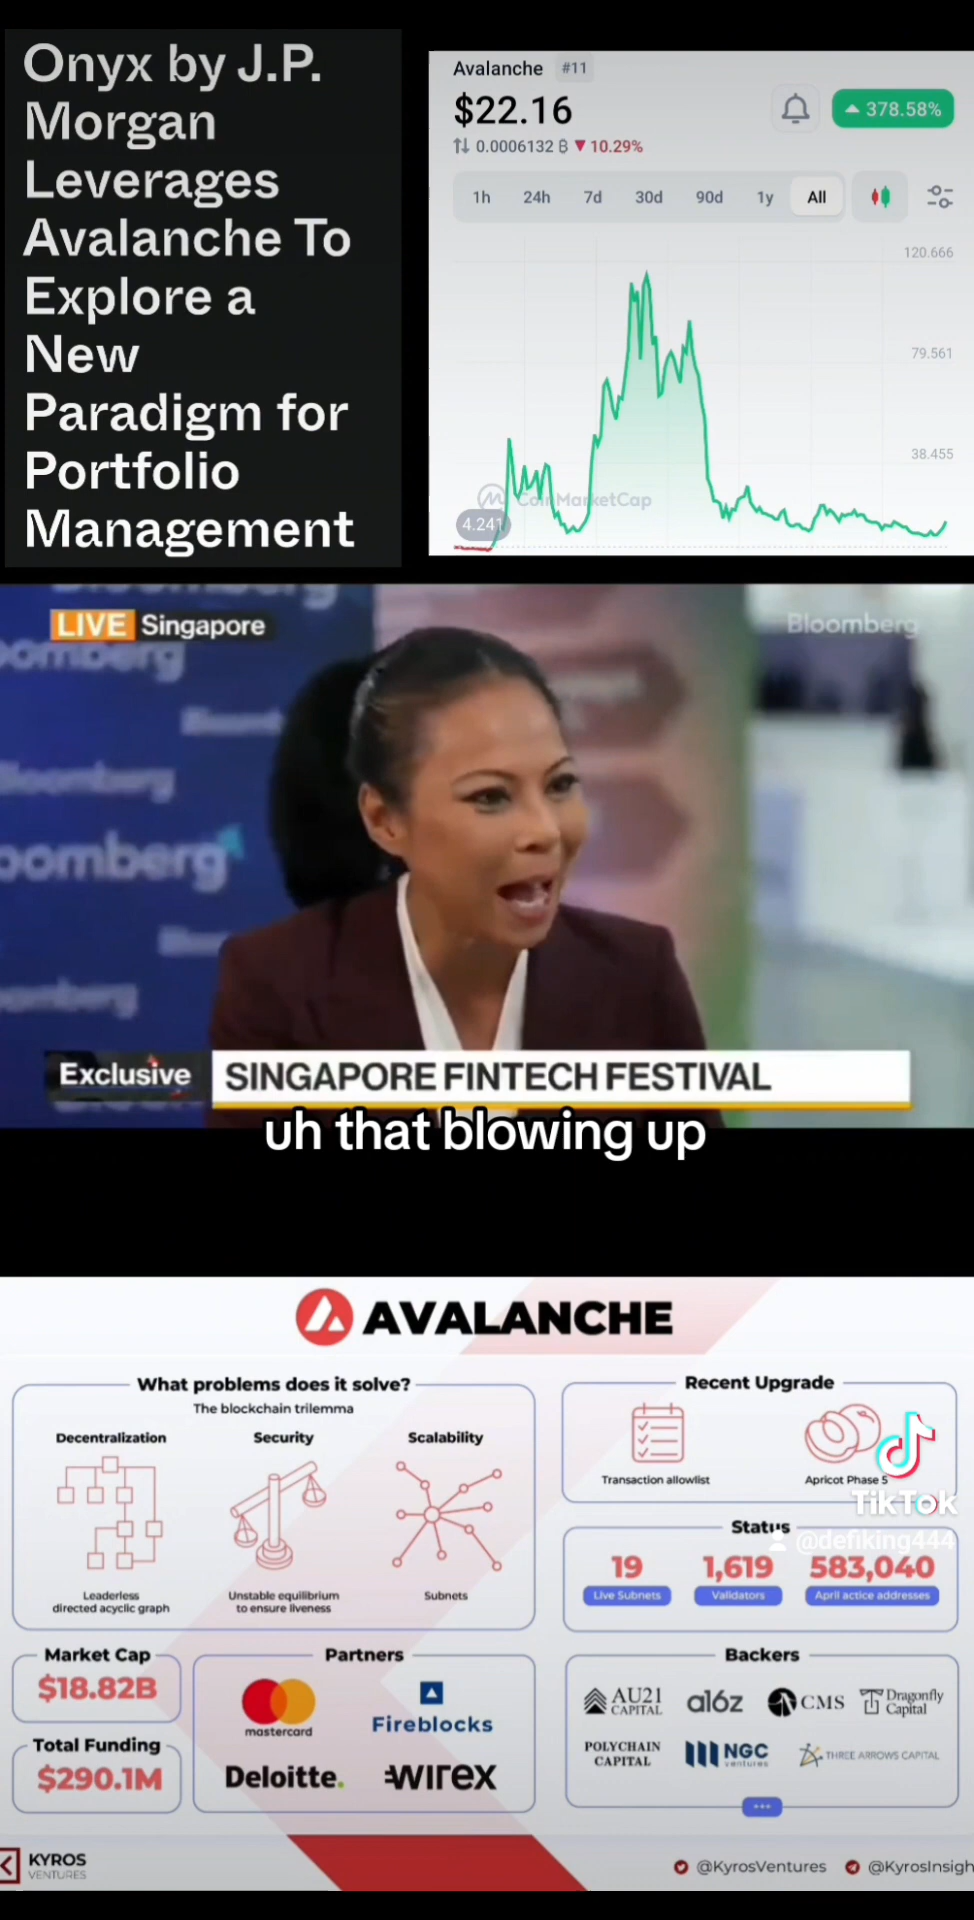 Onyx by J.P.
Morgan
Leverages
Avalanche To
Explore a
New
Paradigm for
Portfolio
Management
Avalanche #11
$22.16
378.58%
0.0006132 ₿ ▼ 10.29%
1h 24h 7d 30d 90d 1y All
120.666
79.561
38.455
CoinMarketCap
4.241
LIVE Singapore
Bloomberg
oomberg
Bloomberg
oomberg
Exclusive SINGAPORE FINTECH FESTIVAL
uh that blowing up
AVALANCHE
What problems does it solve?
The blockchain trilemma
Decentralization Security Scalability
Leaderless
directed acyclic graph
Unstable equilibrium
to ensure liveness
Subnets
Recent Upgrade
Transaction allowlist
Apricot Phase 5
TikTok
@defiking444
Status
19 1,619 583,040
Live Subnets Validators April actice addresses
Market Cap
$18.82B
Total Funding
$290.1M
Partners
mastercard
Fireblocks
Deloitte.
wirex
Backers
AU21
CAPITAL
a16z
CMS
Dragonfly
Capital
POLYCHAIN
CAPITAL
NGC
ventures
THREE ARROWS CAPITAL
KYROS
VENTURES
@KyrosVentures @KyrosInsigh